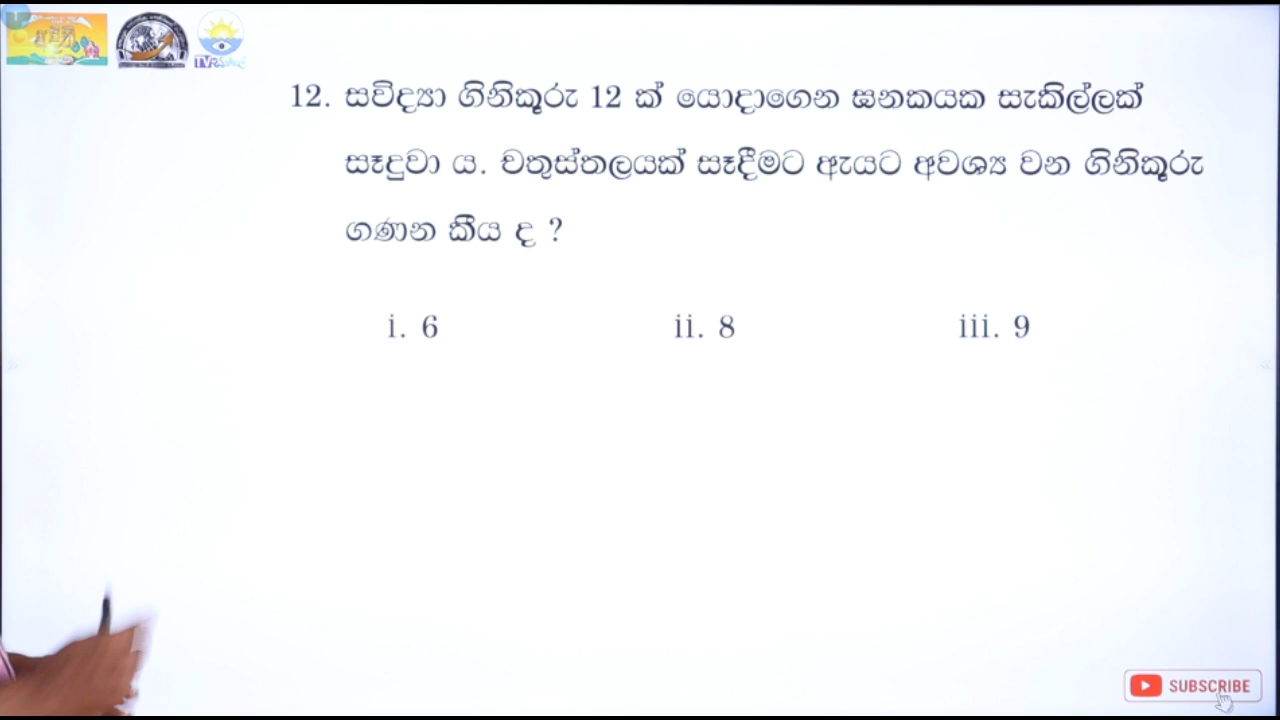 12. සවිද්‍යා ගිනිකූරු 12 ක් යොදාගෙන ඝනකයක සැකිල්ලක්
සෑදුවා ය. චතුස්තලයක් සෑදීමට ඇයට අවශ්‍ය වන ගිනිකූරු
ගණන කීය ද ?
i. 6 ii. 8 iii. 9
SUBSCRIBE